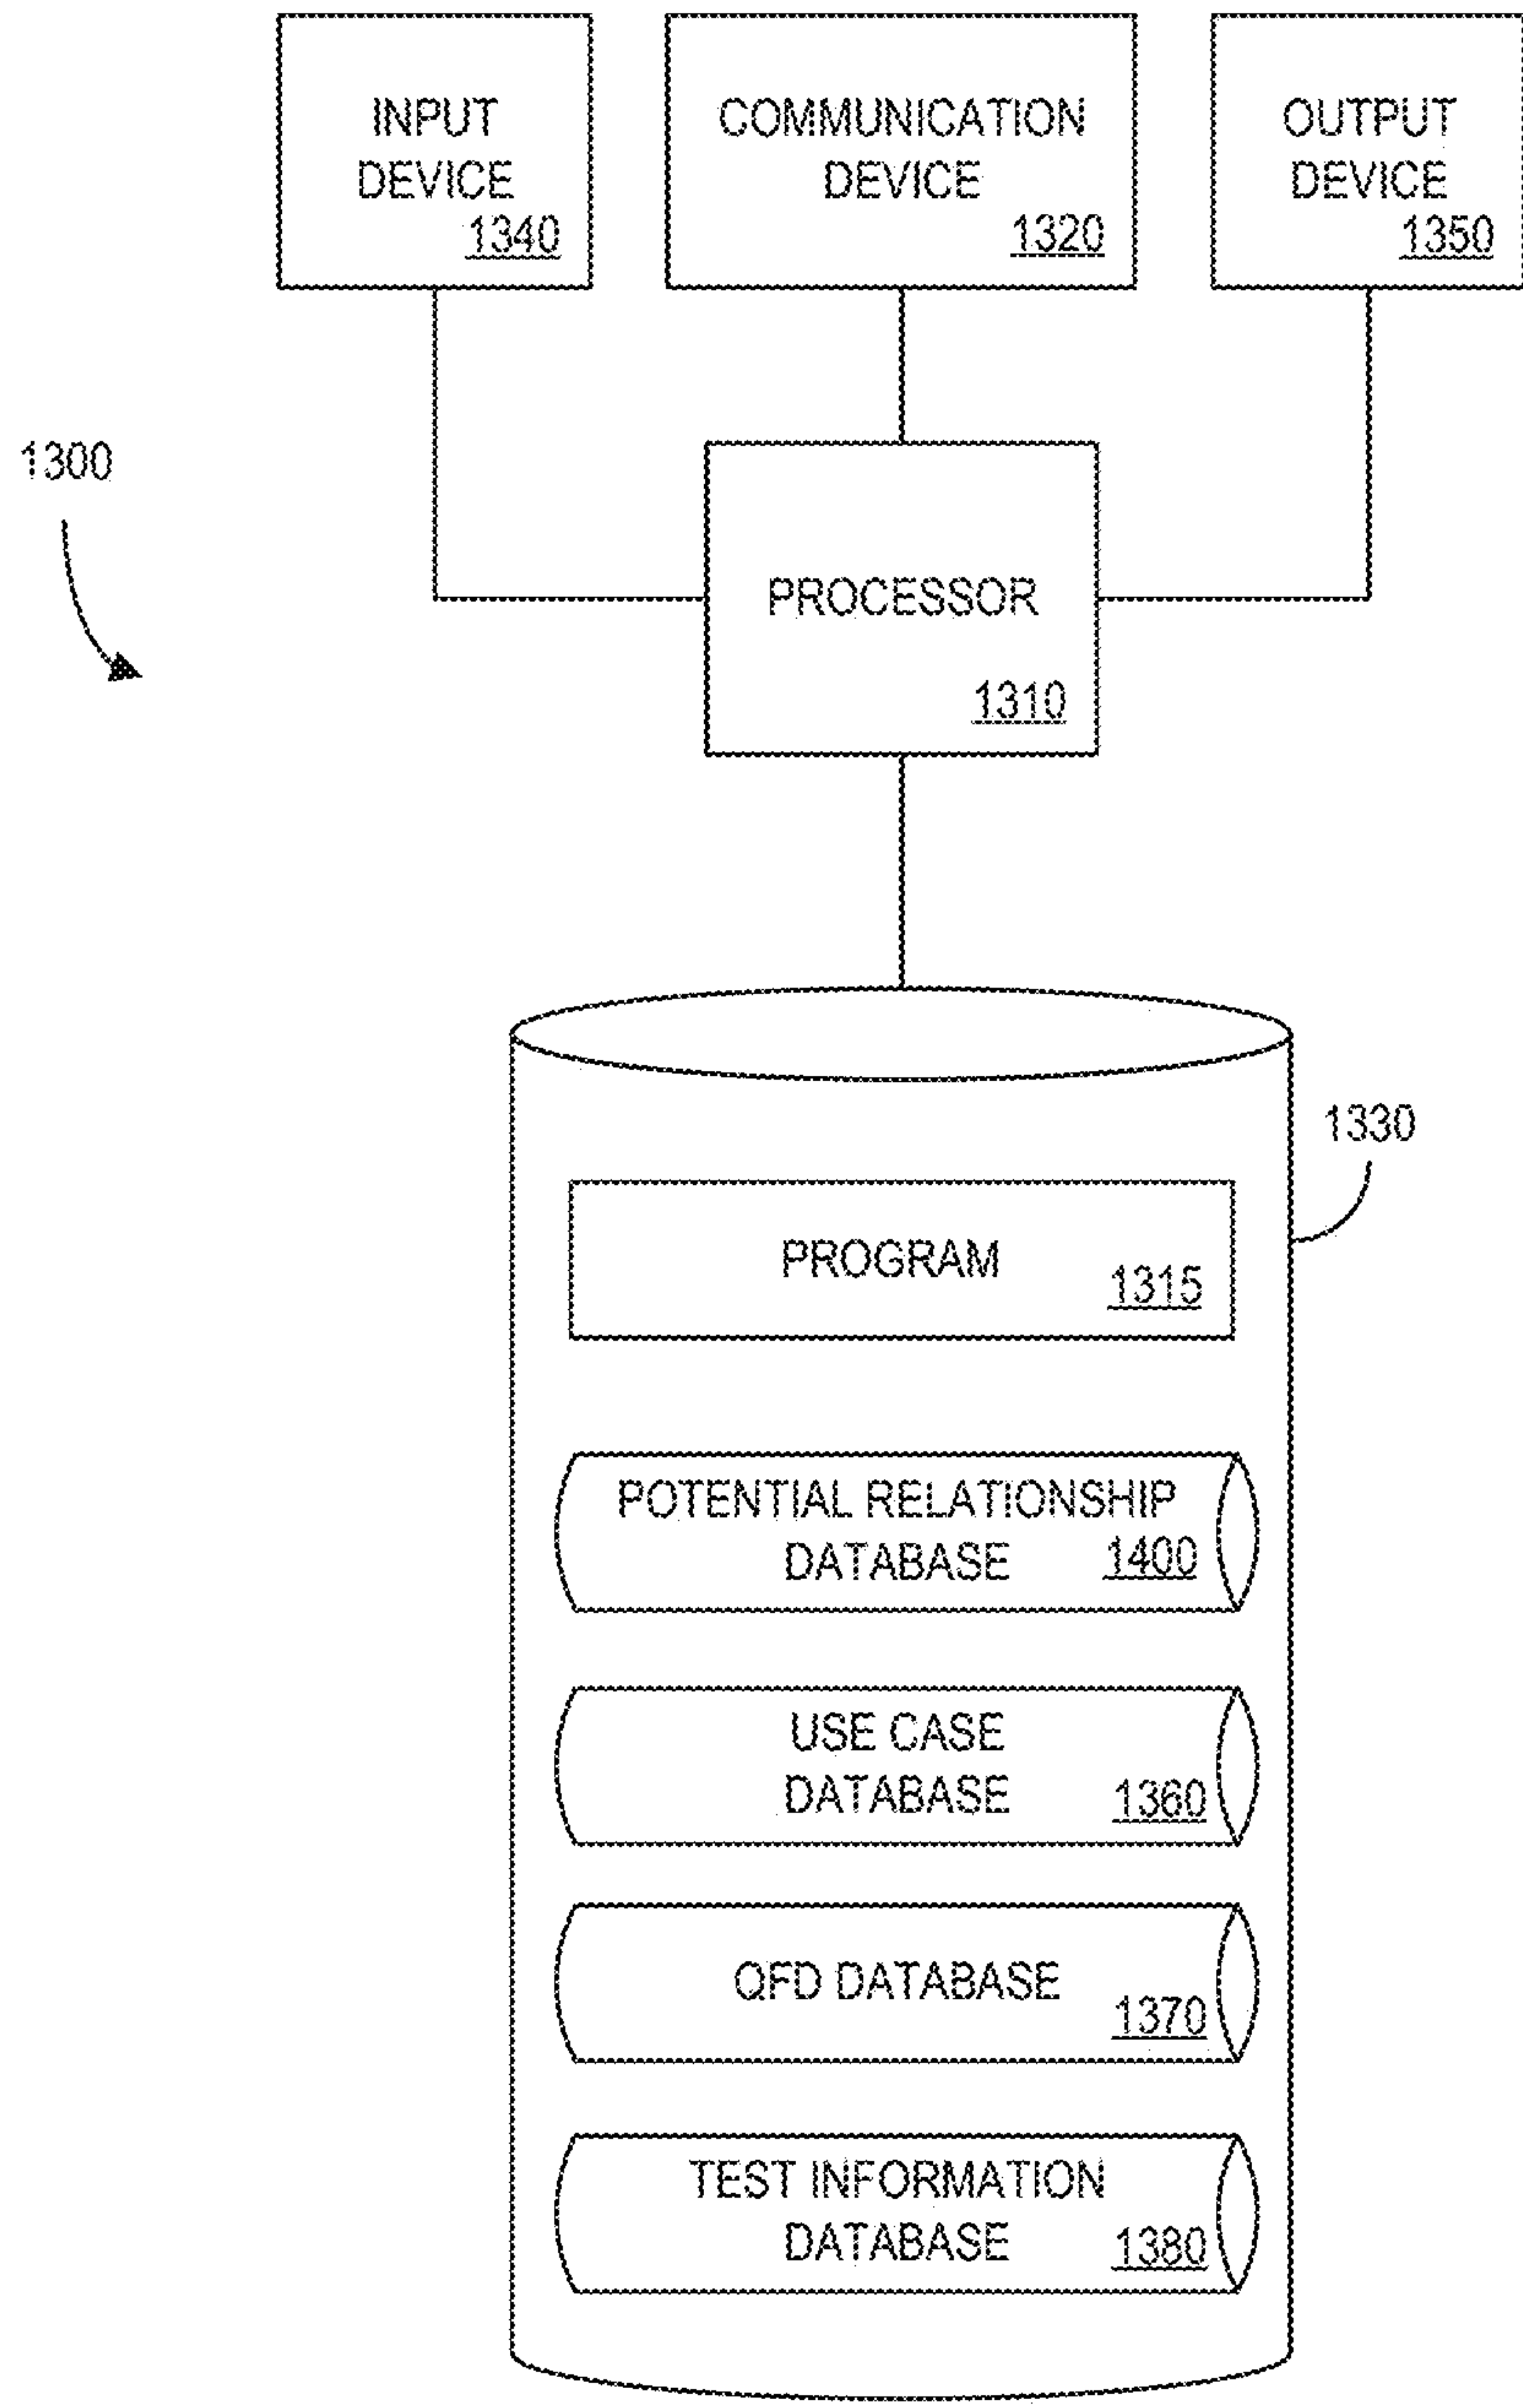 INPUT
DEVICE
1340
COMMUNICATION
DEVICE
1320
OUTPUT
DEVICE
1350
1300
PROCESSOR
1310
1330
PROGRAM
1315
POTENTIAL RELATIONSHIP
DATABASE 1400
USE CASE
DATABASE 1360
QFD DATABASE
1370
TEST INFORMATION
DATABASE 1380